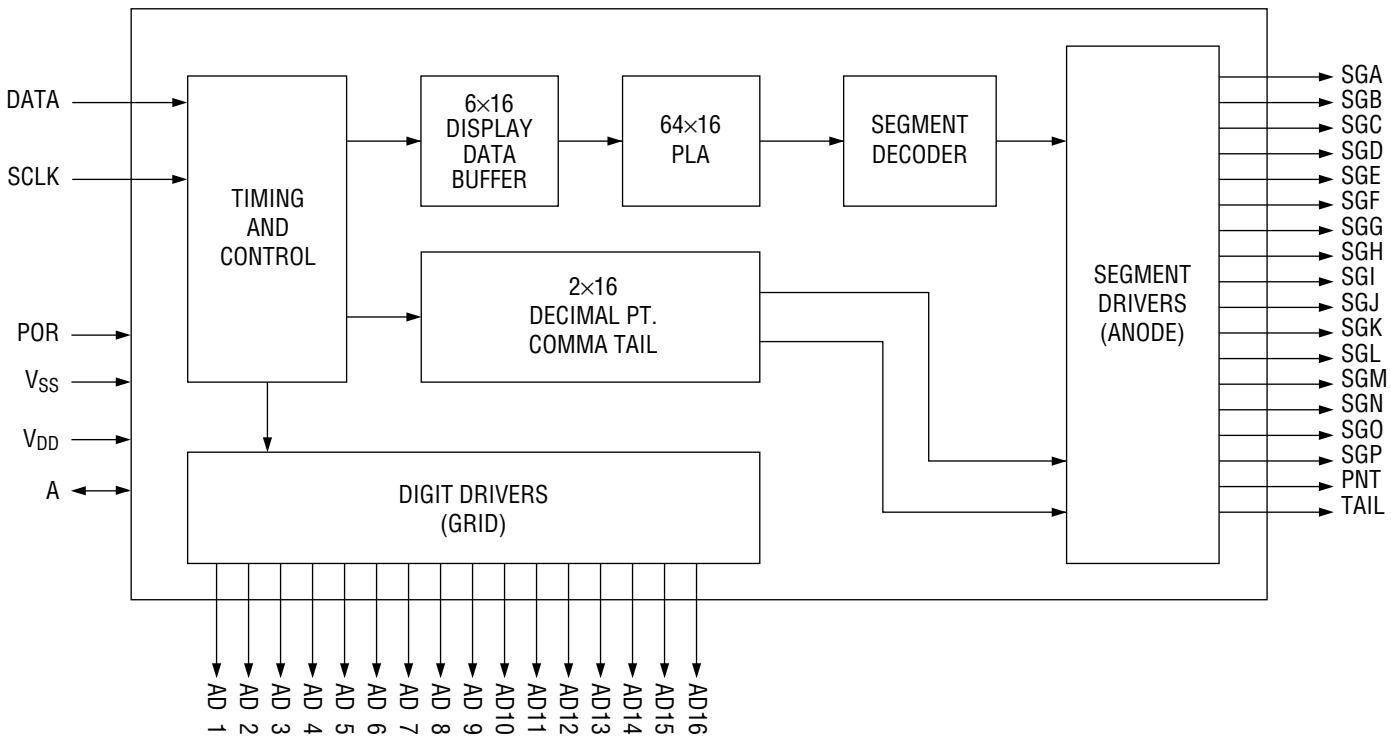 DATA
SCLK
POR
VSS
VDD
A
TIMING
AND
CONTROL
6×16
DISPLAY
DATA
BUFFER
64×16
PLA
SEGMENT
DECODER
2×16
DECIMAL PT.
COMMA TAIL
DIGIT DRIVERS
(GRID)
SEGMENT
DRIVERS
(ANODE)
SGA
SGB
SGC
SGD
SGE
SGF
SGG
SGH
SGI
SGJ
SGK
SGL
SGM
SGN
SGO
SGP
PNT
TAIL
AD 1
AD 2
AD 3
AD 4
AD 5
AD 6
AD 7
AD 8
AD 9
AD10
AD11
AD12
AD13
AD14
AD15
AD16